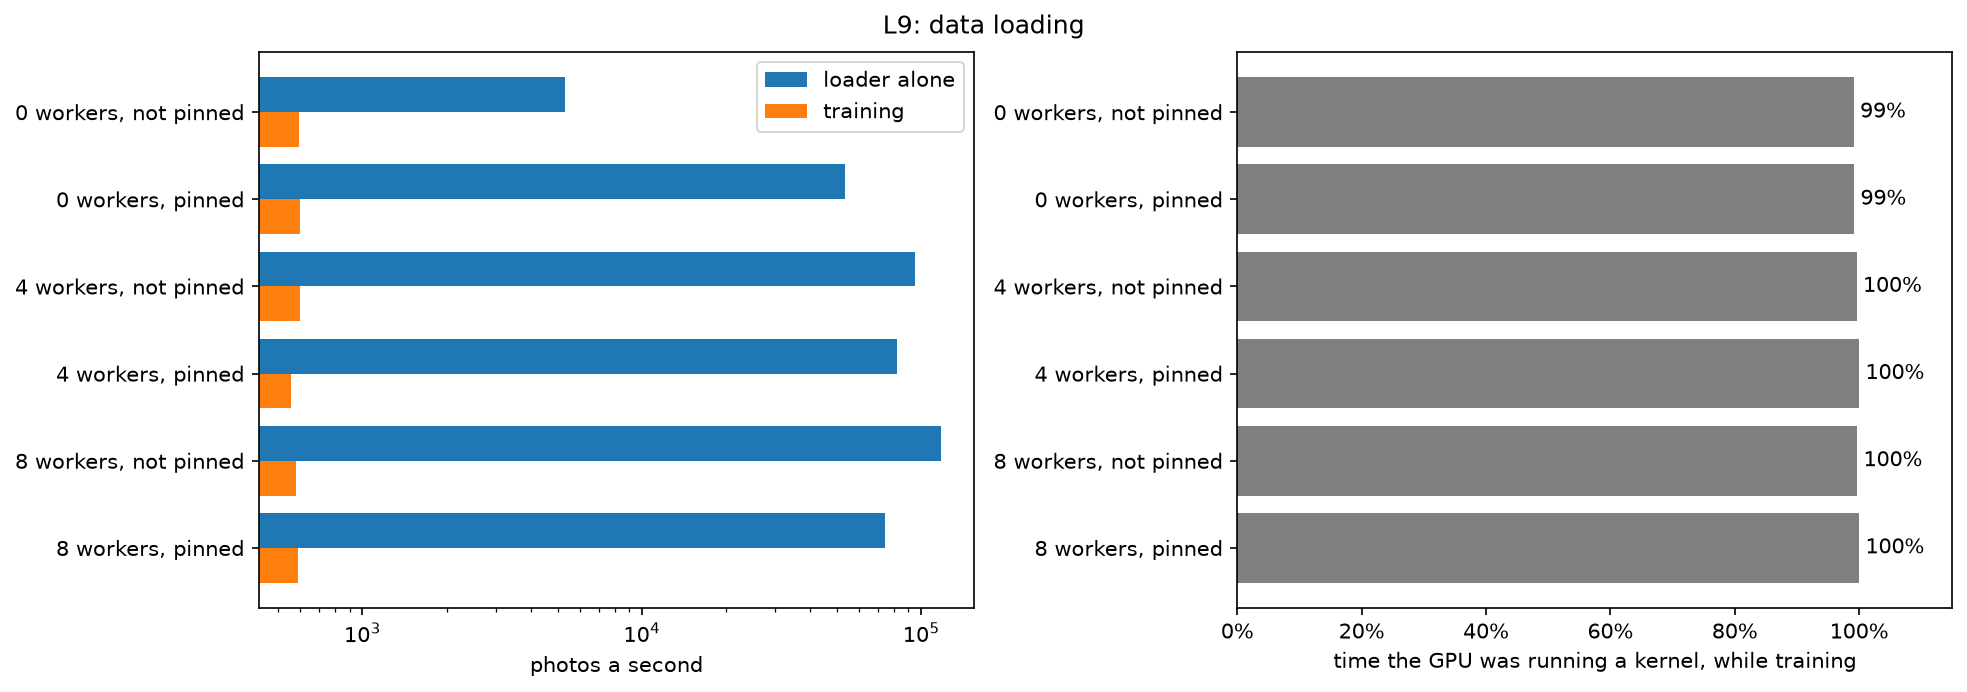 L9: data loading
loader alone
training
0 workers, not pinned
0 workers, pinned
4 workers, not pinned
4 workers, pinned
8 workers, not pinned
8 workers, pinned
10³ 10⁴ 10⁵
photos a second
0 workers, not pinned 99%
0 workers, pinned 99%
4 workers, not pinned 100%
4 workers, pinned 100%
8 workers, not pinned 100%
8 workers, pinned 100%
0% 20% 40% 60% 80% 100%
time the GPU was running a kernel, while training